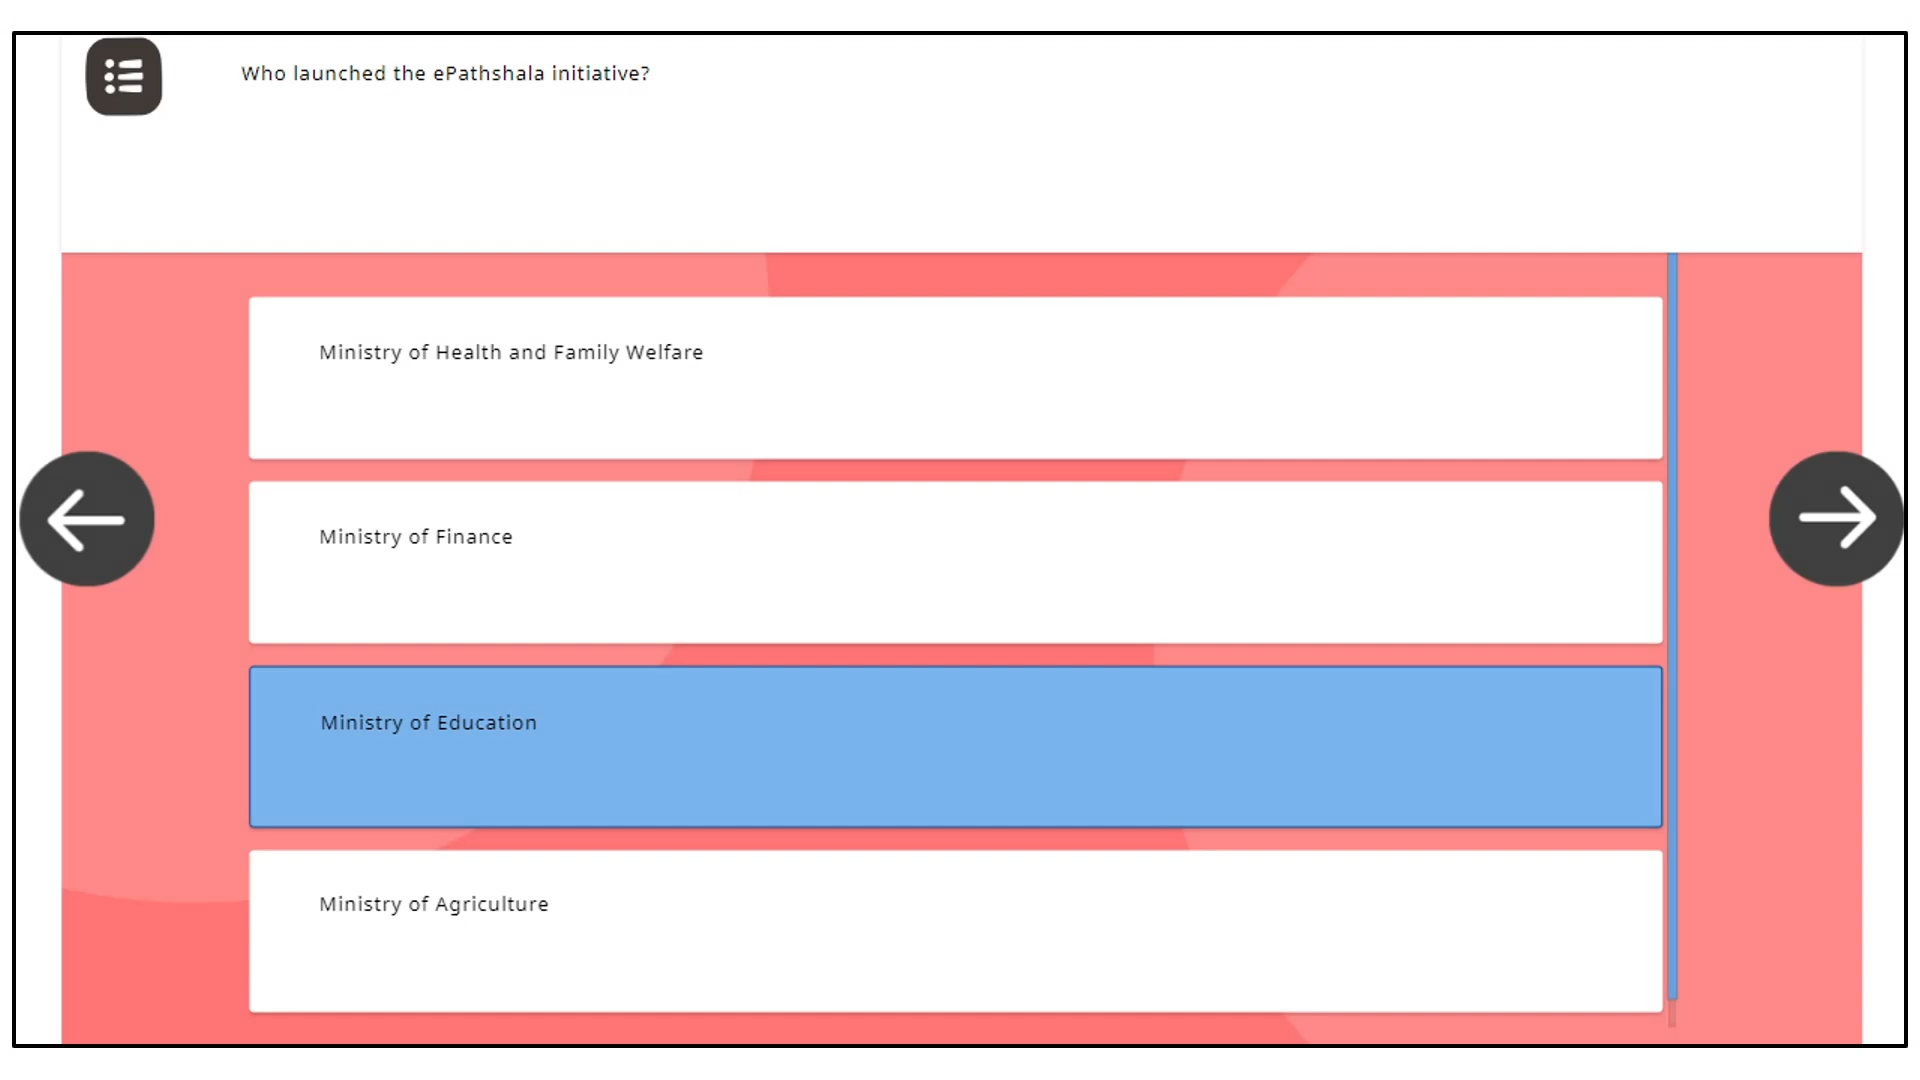 Who launched the ePathshala initiative?
Ministry of Health and Family Welfare
Ministry of Finance
Ministry of Education
Ministry of Agriculture